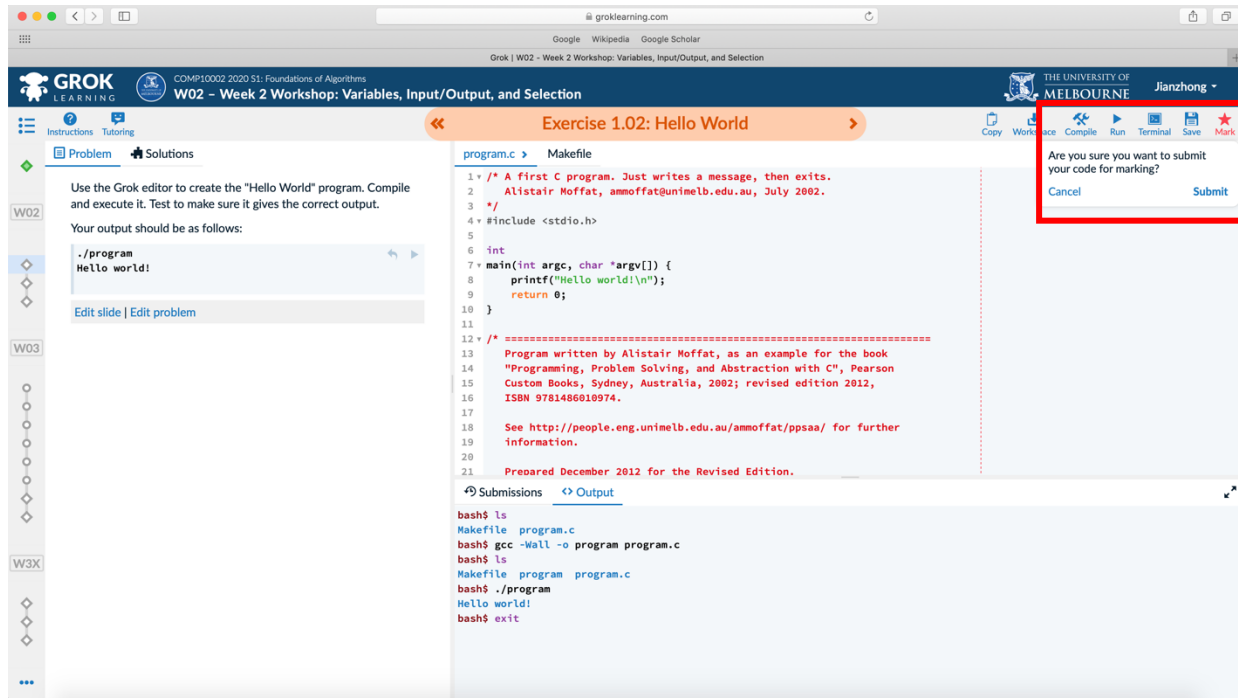 groklearning.com
Google Wikipedia Google Scholar
Grok | W02 - Week 2 Workshop: Variables, Input/Output, and Selection
GROK
LEARNING
COMP10002 2020 S1: Foundations of Algorithms
W02 – Week 2 Workshop: Variables, Input/Output, and Selection
THE UNIVERSITY OF
MELBOURNE
Jianzhong
Instructions Tutoring
« Exercise 1.02: Hello World >
Copy Workspace Compile Run Terminal Save Mark
Are you sure you want to submit
your code for marking?
Cancel Submit
Problem Solutions
W02
W03
W3X
Use the Grok editor to create the "Hello World" program. Compile
and execute it. Test to make sure it gives the correct output.
Your output should be as follows:
./program
Hello world!
Edit slide | Edit problem
program.c > Makefile
1 /* A first C program. Just writes a message, then exits.
2 Alistair Moffat, ammoffat@unimelb.edu.au, July 2002.
3 */
4 #include <stdio.h>
5
6 int
7 main(int argc, char *argv[]) {
8 printf("Hello world!\n");
9 return 0;
10 }
11
12 /* =====================================================================
13 Program written by Alistair Moffat, as an example for the book
14 "Programming, Problem Solving, and Abstraction with C", Pearson
15 Custom Books, Sydney, Australia, 2002; revised edition 2012,
16 ISBN 9781486010974.
17
18 See http://people.eng.unimelb.edu.au/ammoffat/ppsaa/ for further
19 information.
20
21 Prepared December 2012 for the Revised Edition.
Submissions <> Output
bash$ ls
Makefile program.c
bash$ gcc -Wall -o program program.c
bash$ ls
Makefile program program.c
bash$ ./program
Hello world!
bash$ exit